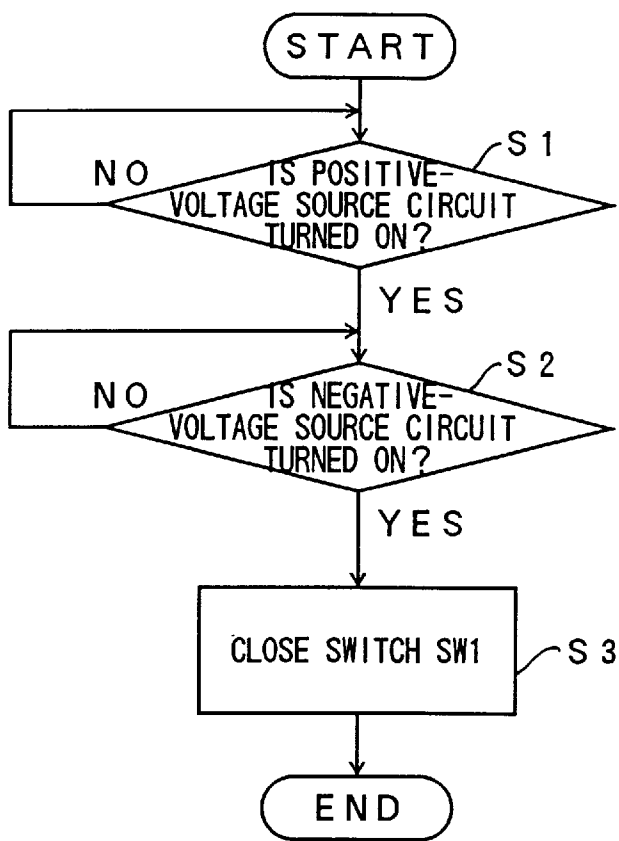 START
S1
NO
IS POSITIVE-
VOLTAGE SOURCE CIRCUIT
TURNED ON?
YES
S2
NO
IS NEGATIVE-
VOLTAGE SOURCE CIRCUIT
TURNED ON?
YES
CLOSE SWITCH SW1
S3
END